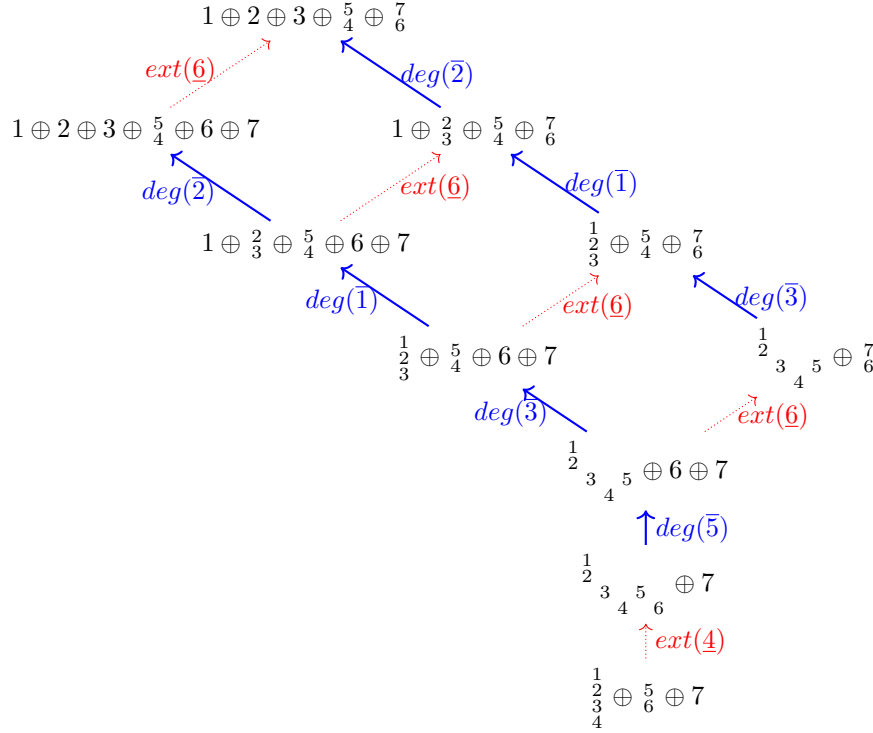 1 ⊕ 2 ⊕ 3 ⊕ 5/4 ⊕ 7/6
ext(6̲) deg(2̅)
1 ⊕ 2 ⊕ 3 ⊕ 5/4 ⊕ 6 ⊕ 7 1 ⊕ 2/3 ⊕ 5/4 ⊕ 7/6
deg(2̅) ext(6̲) deg(1̅)
1 ⊕ 2/3 ⊕ 5/4 ⊕ 6 ⊕ 7 1/2/3 ⊕ 5/4 ⊕ 7/6
deg(1̅) ext(6̲) deg(3̅)
1/2/3 ⊕ 5/4 ⊕ 6 ⊕ 7 1 2 3 4 5 ⊕ 7/6
deg(3̅) ext(6̲)
1 2 3 4 5 ⊕ 6 ⊕ 7
deg(5̅)
1 2 3 4 5 6 ⊕ 7
ext(4̲)
1/2/3/4 ⊕ 5/6 ⊕ 7